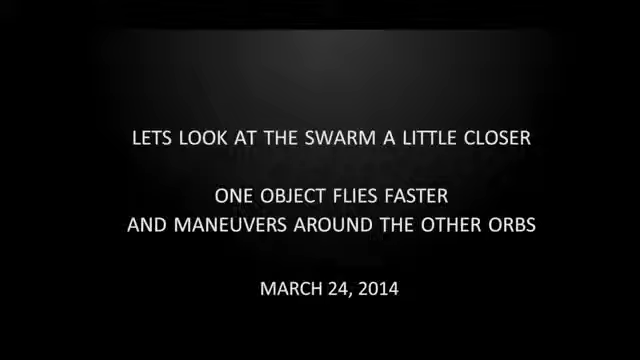 LETS LOOK AT THE SWARM A LITTLE CLOSER
ONE OBJECT FLIES FASTER
AND MANEUVERS AROUND THE OTHER ORBS
MARCH 24, 2014